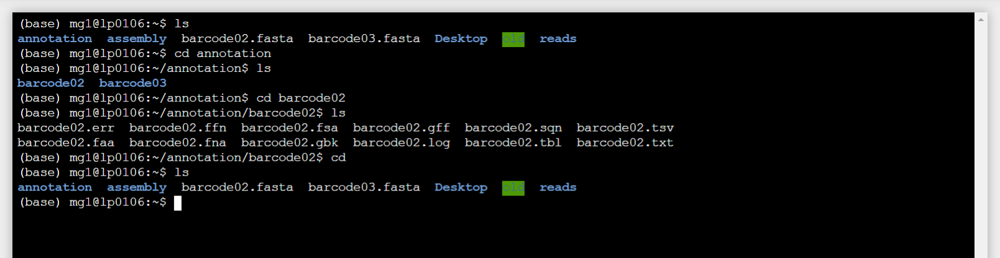 (base) mg1@lp0106:~$ ls
annotation  assembly  barcode02.fasta  barcode03.fasta  Desktop  old  reads
(base) mg1@lp0106:~$ cd annotation
(base) mg1@lp0106:~/annotation$ ls
barcode02  barcode03
(base) mg1@lp0106:~/annotation$ cd barcode02
(base) mg1@lp0106:~/annotation/barcode02$ ls
barcode02.err  barcode02.ffn  barcode02.fsa  barcode02.gff  barcode02.sqn  barcode02.tsv
barcode02.faa  barcode02.fna  barcode02.gbk  barcode02.log  barcode02.tbl  barcode02.txt
(base) mg1@lp0106:~/annotation/barcode02$ cd
(base) mg1@lp0106:~$ ls
annotation  assembly  barcode02.fasta  barcode03.fasta  Desktop  old  reads
(base) mg1@lp0106:~$